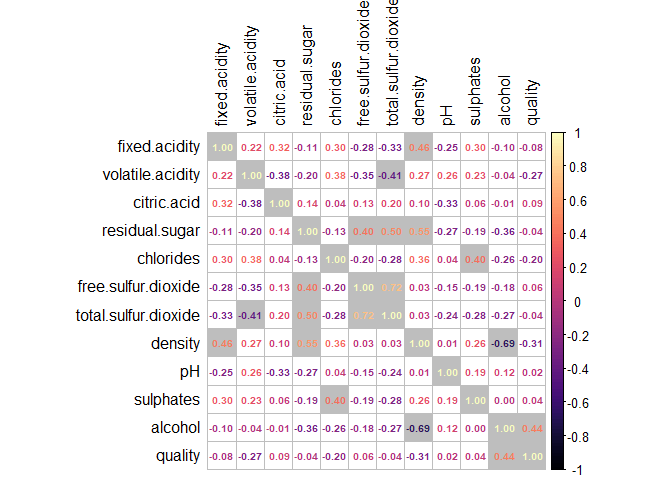 fixed.acidity volatile.acidity citric.acid residual.sugar chlorides free.sulfur.dioxide total.sulfur.dioxide density pH sulphates alcohol quality
fixed.acidity 1.00 0.22 0.32 -0.11 0.30 -0.28 -0.33 0.46 -0.25 0.30 -0.10 -0.08
volatile.acidity 0.22 1.00 -0.38 -0.20 0.38 -0.35 -0.41 0.27 0.26 0.23 -0.04 -0.27
citric.acid 0.32 -0.38 1.00 0.14 0.04 0.13 0.20 0.10 -0.33 0.06 -0.01 0.09
residual.sugar -0.11 -0.20 0.14 1.00 -0.13 0.40 0.50 0.55 -0.27 -0.19 -0.36 -0.04
chlorides 0.30 0.38 0.04 -0.13 1.00 -0.20 -0.28 0.36 0.04 0.40 -0.26 -0.20
free.sulfur.dioxide -0.28 -0.35 0.13 0.40 -0.20 1.00 0.72 0.03 -0.15 -0.19 -0.18 0.06
total.sulfur.dioxide -0.33 -0.41 0.20 0.50 -0.28 0.72 1.00 0.03 -0.24 -0.28 -0.27 -0.04
density 0.46 0.27 0.10 0.55 0.36 0.03 0.03 1.00 0.01 0.26 -0.69 -0.31
pH -0.25 0.26 -0.33 -0.27 0.04 -0.15 -0.24 0.01 1.00 0.19 0.12 0.02
sulphates 0.30 0.23 0.06 -0.19 0.40 -0.19 -0.28 0.26 0.19 1.00 0.00 0.04
alcohol -0.10 -0.04 -0.01 -0.36 -0.26 -0.18 -0.27 -0.69 0.12 0.00 1.00 0.44
quality -0.08 -0.27 0.09 -0.04 -0.20 0.06 -0.04 -0.31 0.02 0.04 0.44 1.00
1
0.8
0.6
0.4
0.2
0
-0.2
-0.4
-0.6
-0.8
-1